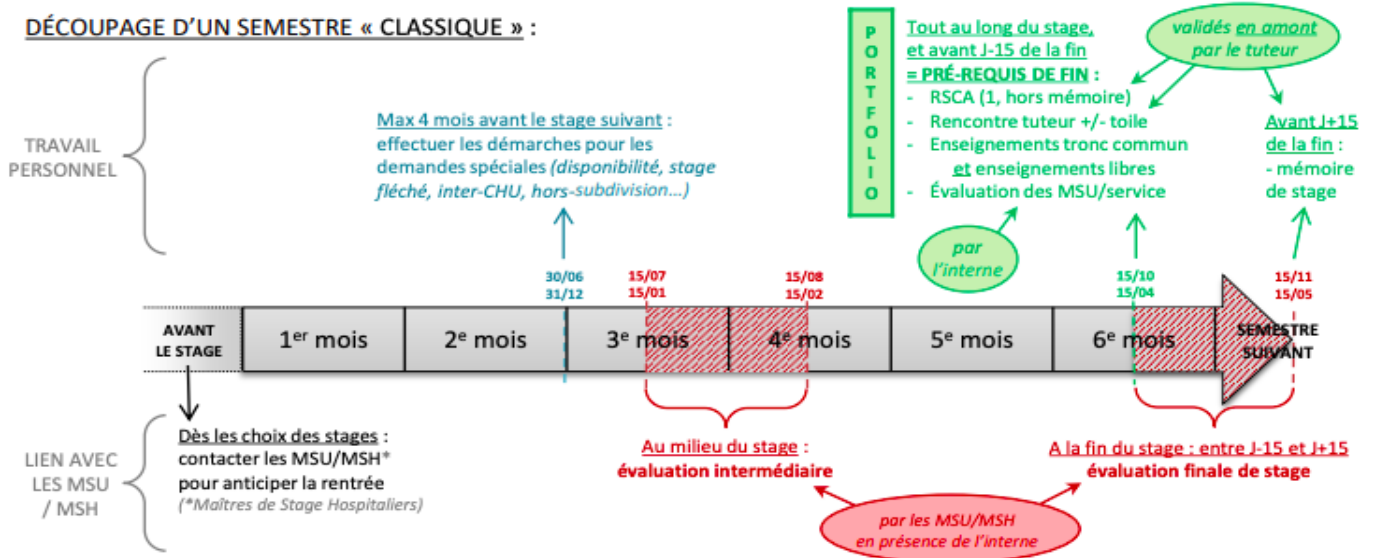 DÉCOUPAGE D'UN SEMESTRE « CLASSIQUE » :
TRAVAIL
PERSONNEL
Max 4 mois avant le stage suivant :
effectuer les démarches pour les
demandes spéciales (disponibilité, stage
fléché, inter-CHU, hors-subdivision...)
PORTFOLIO
Tout au long du stage,
et avant J-15 de la fin
= PRÉ-REQUIS DE FIN :
- RSCA (1, hors mémoire)
- Rencontre tuteur +/- toile
- Enseignements tronc commun
et enseignements libres
- Évaluation des MSU/service
validés en amont
par le tuteur
Avant J+15
de la fin :
- mémoire
de stage
par
l'interne
30/06
31/12
15/07
15/01
15/08
15/02
15/10
15/04
15/11
15/05
AVANT
LE STAGE
1er mois
2e mois
3e mois
4e mois
5e mois
6e mois
SEMESTRE
SUIVANT
LIEN AVEC
LES MSU
/ MSH
Dès les choix des stages :
contacter les MSU/MSH*
pour anticiper la rentrée
(*Maîtres de Stage Hospitaliers)
Au milieu du stage :
évaluation intermédiaire
A la fin du stage : entre J-15 et J+15
évaluation finale de stage
par les MSU/MSH
en présence de l'interne